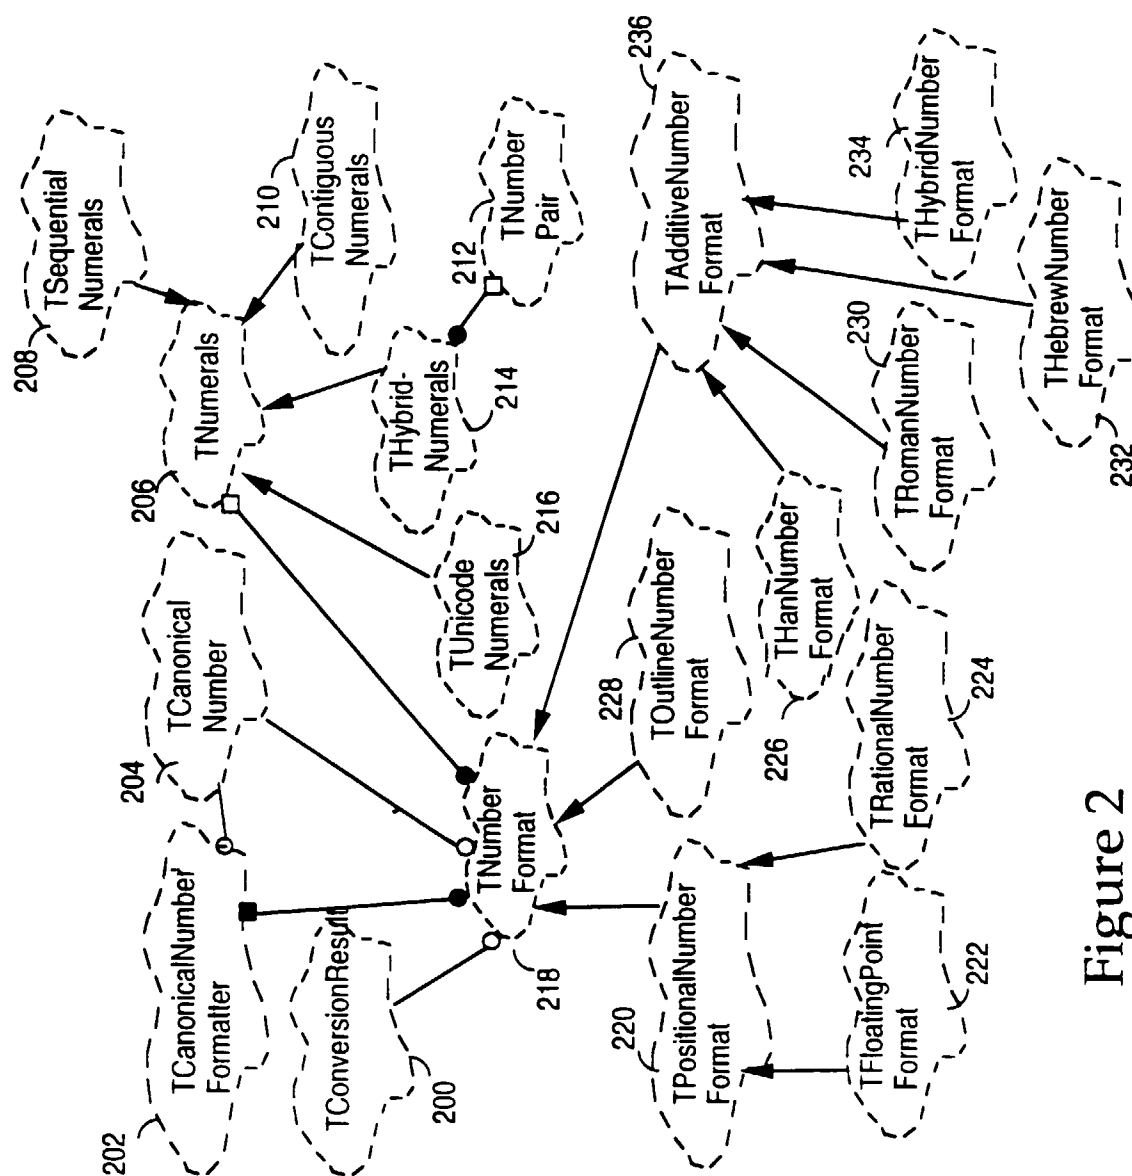 208
TSequential
Numerals
210
TContiguous
Numerals
206
TNumerals
212
TNumber
Pair
THybrid-
Numerals
214
204
TCanonical
Number
TUnicode
Numerals
216
202
TCanonicalNumber
Formatter
TConversionResult
200
TNumber
Format
218
236
TAdditiveNumber
Format
234
THybridNumber
Format
THebrewNumber
Format
232
230
TRomanNumber
Format
THanNumber
Format
226
228
TOutlineNumber
Format
TRationalNumber
Format
224
220
TPositionalNumber
Format
TFloatingPoint
Format
222
Figure 2